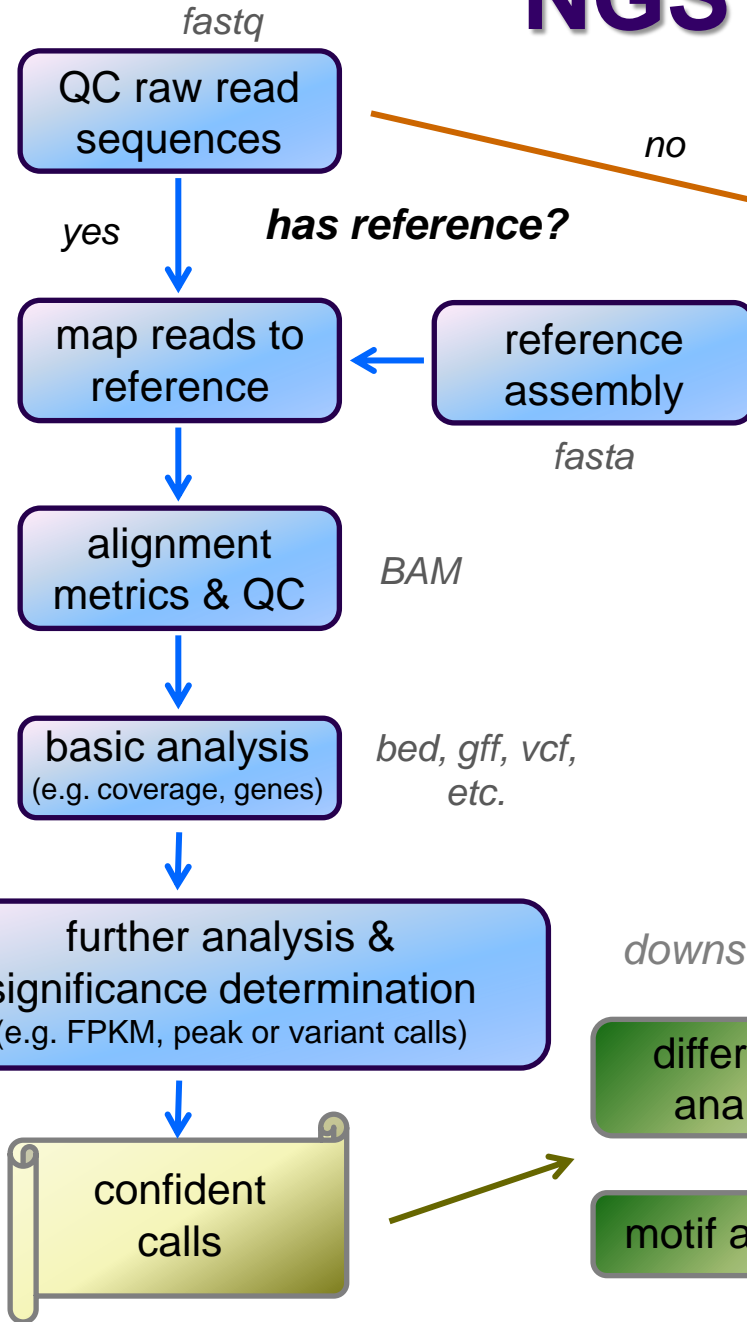 NGS
fastq
QC raw read
sequences
no
yes
has reference?
map reads to
reference
reference
assembly
fasta
alignment
metrics & QC
BAM
basic analysis
(e.g. coverage, genes)
bed, gff, vcf,
etc.
further analysis &
significance determination
(e.g. FPKM, peak or variant calls)
downs
differ
ana
confident
calls
motif a